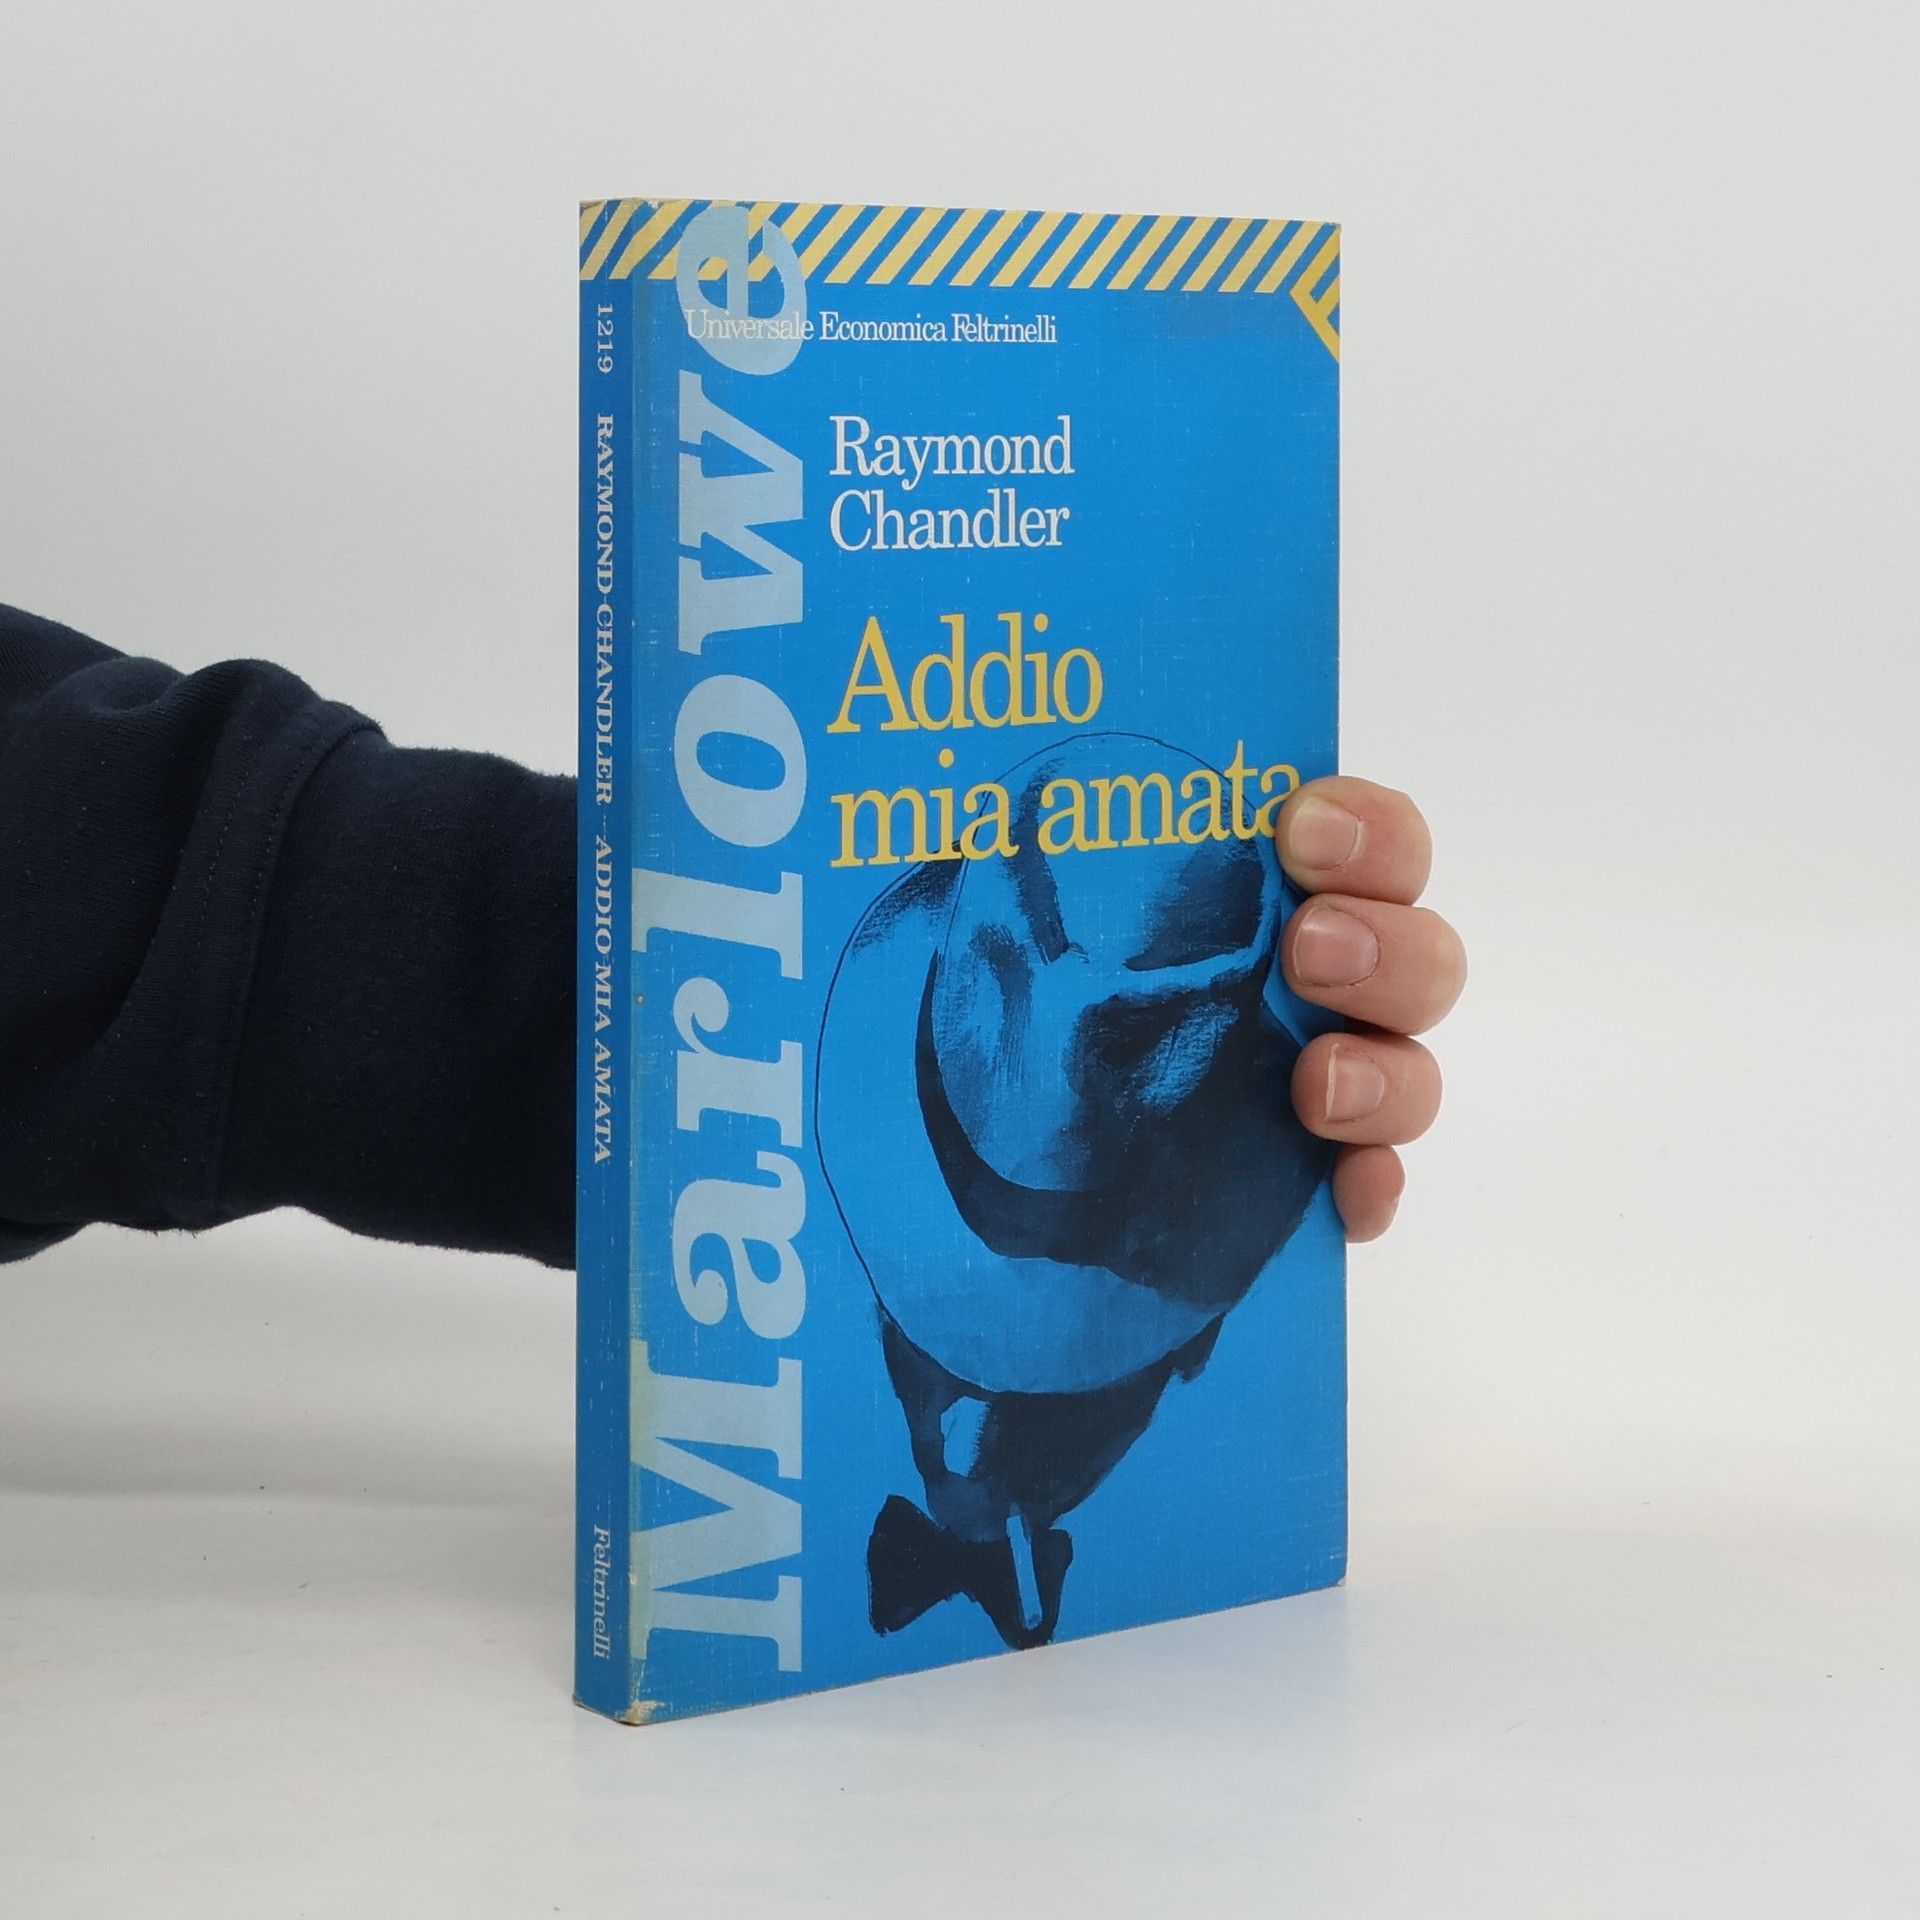 1219 RAYMOND CHANDLER ADDIO MIA AMATA Feltrinelli
Marlowe
Universale Economica Feltrinelli
Raymond
Chandler
Addio
mia amata